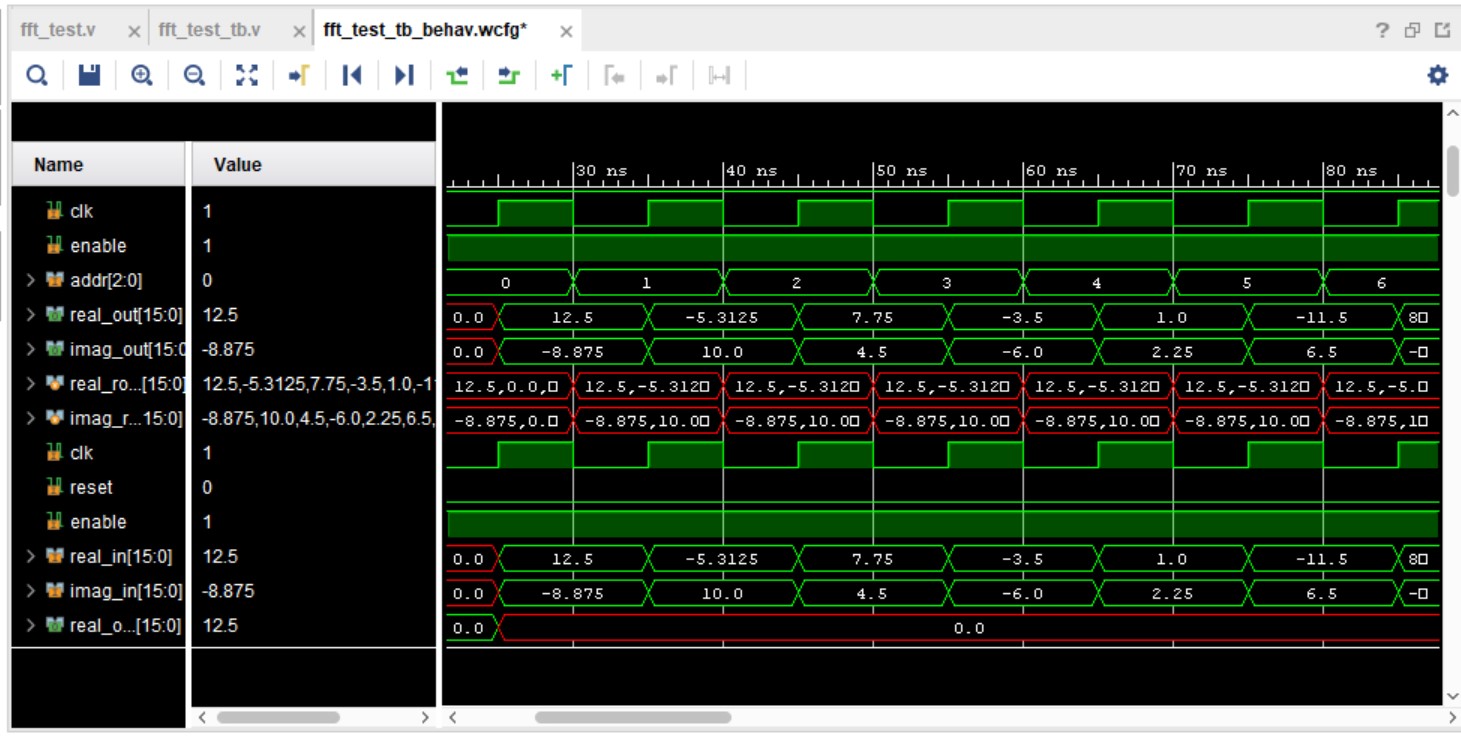 fft_test.v × fft_test_tb.v × fft_test_tb_behav.wcfg* × ?
Name Value 30 ns 40 ns 50 ns 60 ns 70 ns 80 ns
clk 1
enable 1
addr[2:0] 0 0 1 2 3 4 5 6
real_out[15:0] 12.5 0.0 12.5 -5.3125 7.75 -3.5 1.0 -11.5 8
imag_out[15:0 -8.875 0.0 -8.875 10.0 4.5 -6.0 2.25 6.5 -
real_ro...[15:0] 12.5,-5.3125,7.75,-3.5,1.0,-1 12.5,0.0, 12.5,-5.312 12.5,-5.312 12.5,-5.312 12.5,-5.312 12.5,-5.312 12.5,-5.
imag_r...15:0] -8.875,10.0,4.5,-6.0,2.25,6.5, -8.875,0. -8.875,10.0 -8.875,10.0 -8.875,10.0 -8.875,10.0 -8.875,10.0 -8.875,10
clk 1
reset 0
enable 1
real_in[15:0] 12.5 0.0 12.5 -5.3125 7.75 -3.5 1.0 -11.5 8
imag_in[15:0] -8.875 0.0 -8.875 10.0 4.5 -6.0 2.25 6.5 -
real_o...[15:0] 12.5 0.0 0.0